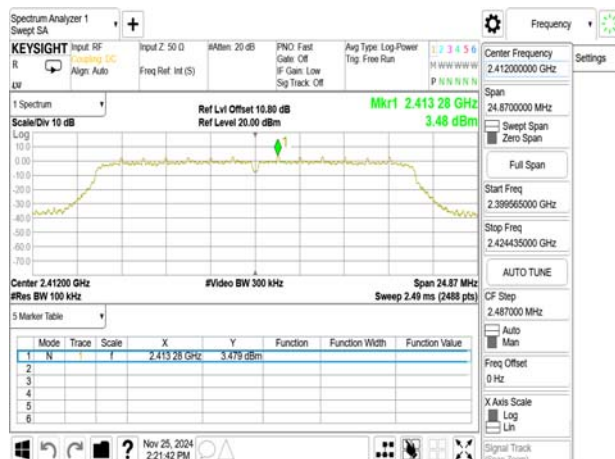 Spectrum Analyzer 1
Swept SA
Frequency
KEYSIGHT
R
Input: RF
Coupling: DC
Align: Auto
Input Z: 50 Ω
Freq Ref: Int (S)
#Atten: 20 dB
PNO: Fast
Gate: Off
IF Gain: Low
Sig Track: Off
Avg Type: Log-Power
Trig: Free Run
1 2 3 4 5 6
M W W W W W
P N N N N N
Center Frequency
2.412000000 GHz
Settings
Span
24.8700000 MHz
Swept Span
Zero Span
Full Span
Start Freq
2.399565000 GHz
Stop Freq
2.424435000 GHz
AUTO TUNE
CF Step
2.487000 MHz
Auto
Man
Freq Offset
0 Hz
X Axis Scale
Log
Lin
Signal Track
1 Spectrum
Scale/Div 10 dB
Ref Lvl Offset 10.80 dB
Ref Level 20.00 dBm
Mkr1 2.413 28 GHz
3.48 dBm
Log
10.0
0.00
-10.0
-20.0
-30.0
-40.0
-50.0
-60.0
-70.0
1
Center 2.41200 GHz
#Res BW 100 kHz
#Video BW 300 kHz
Span 24.87 MHz
Sweep 2.49 ms (2488 pts)
5 Marker Table
Mode Trace Scale X Y Function Function Width Function Value
1 N 1 f 2.413 28 GHz 3.479 dBm
2
3
4
5
6
?
Nov 25, 2024
2:21:42 PM